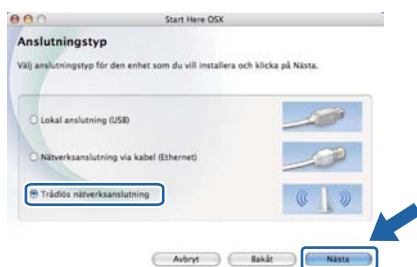 Start Here OSX
Anslutningstyp
Välj anslutningstyp för den enhet som du vill installera och klicka på Nästa.
Lokal anslutning (USB)
Nätverksanslutning via kabel (Ethernet)
Trådlös nätverksanslutning
Avbryt Bakåt Nästa